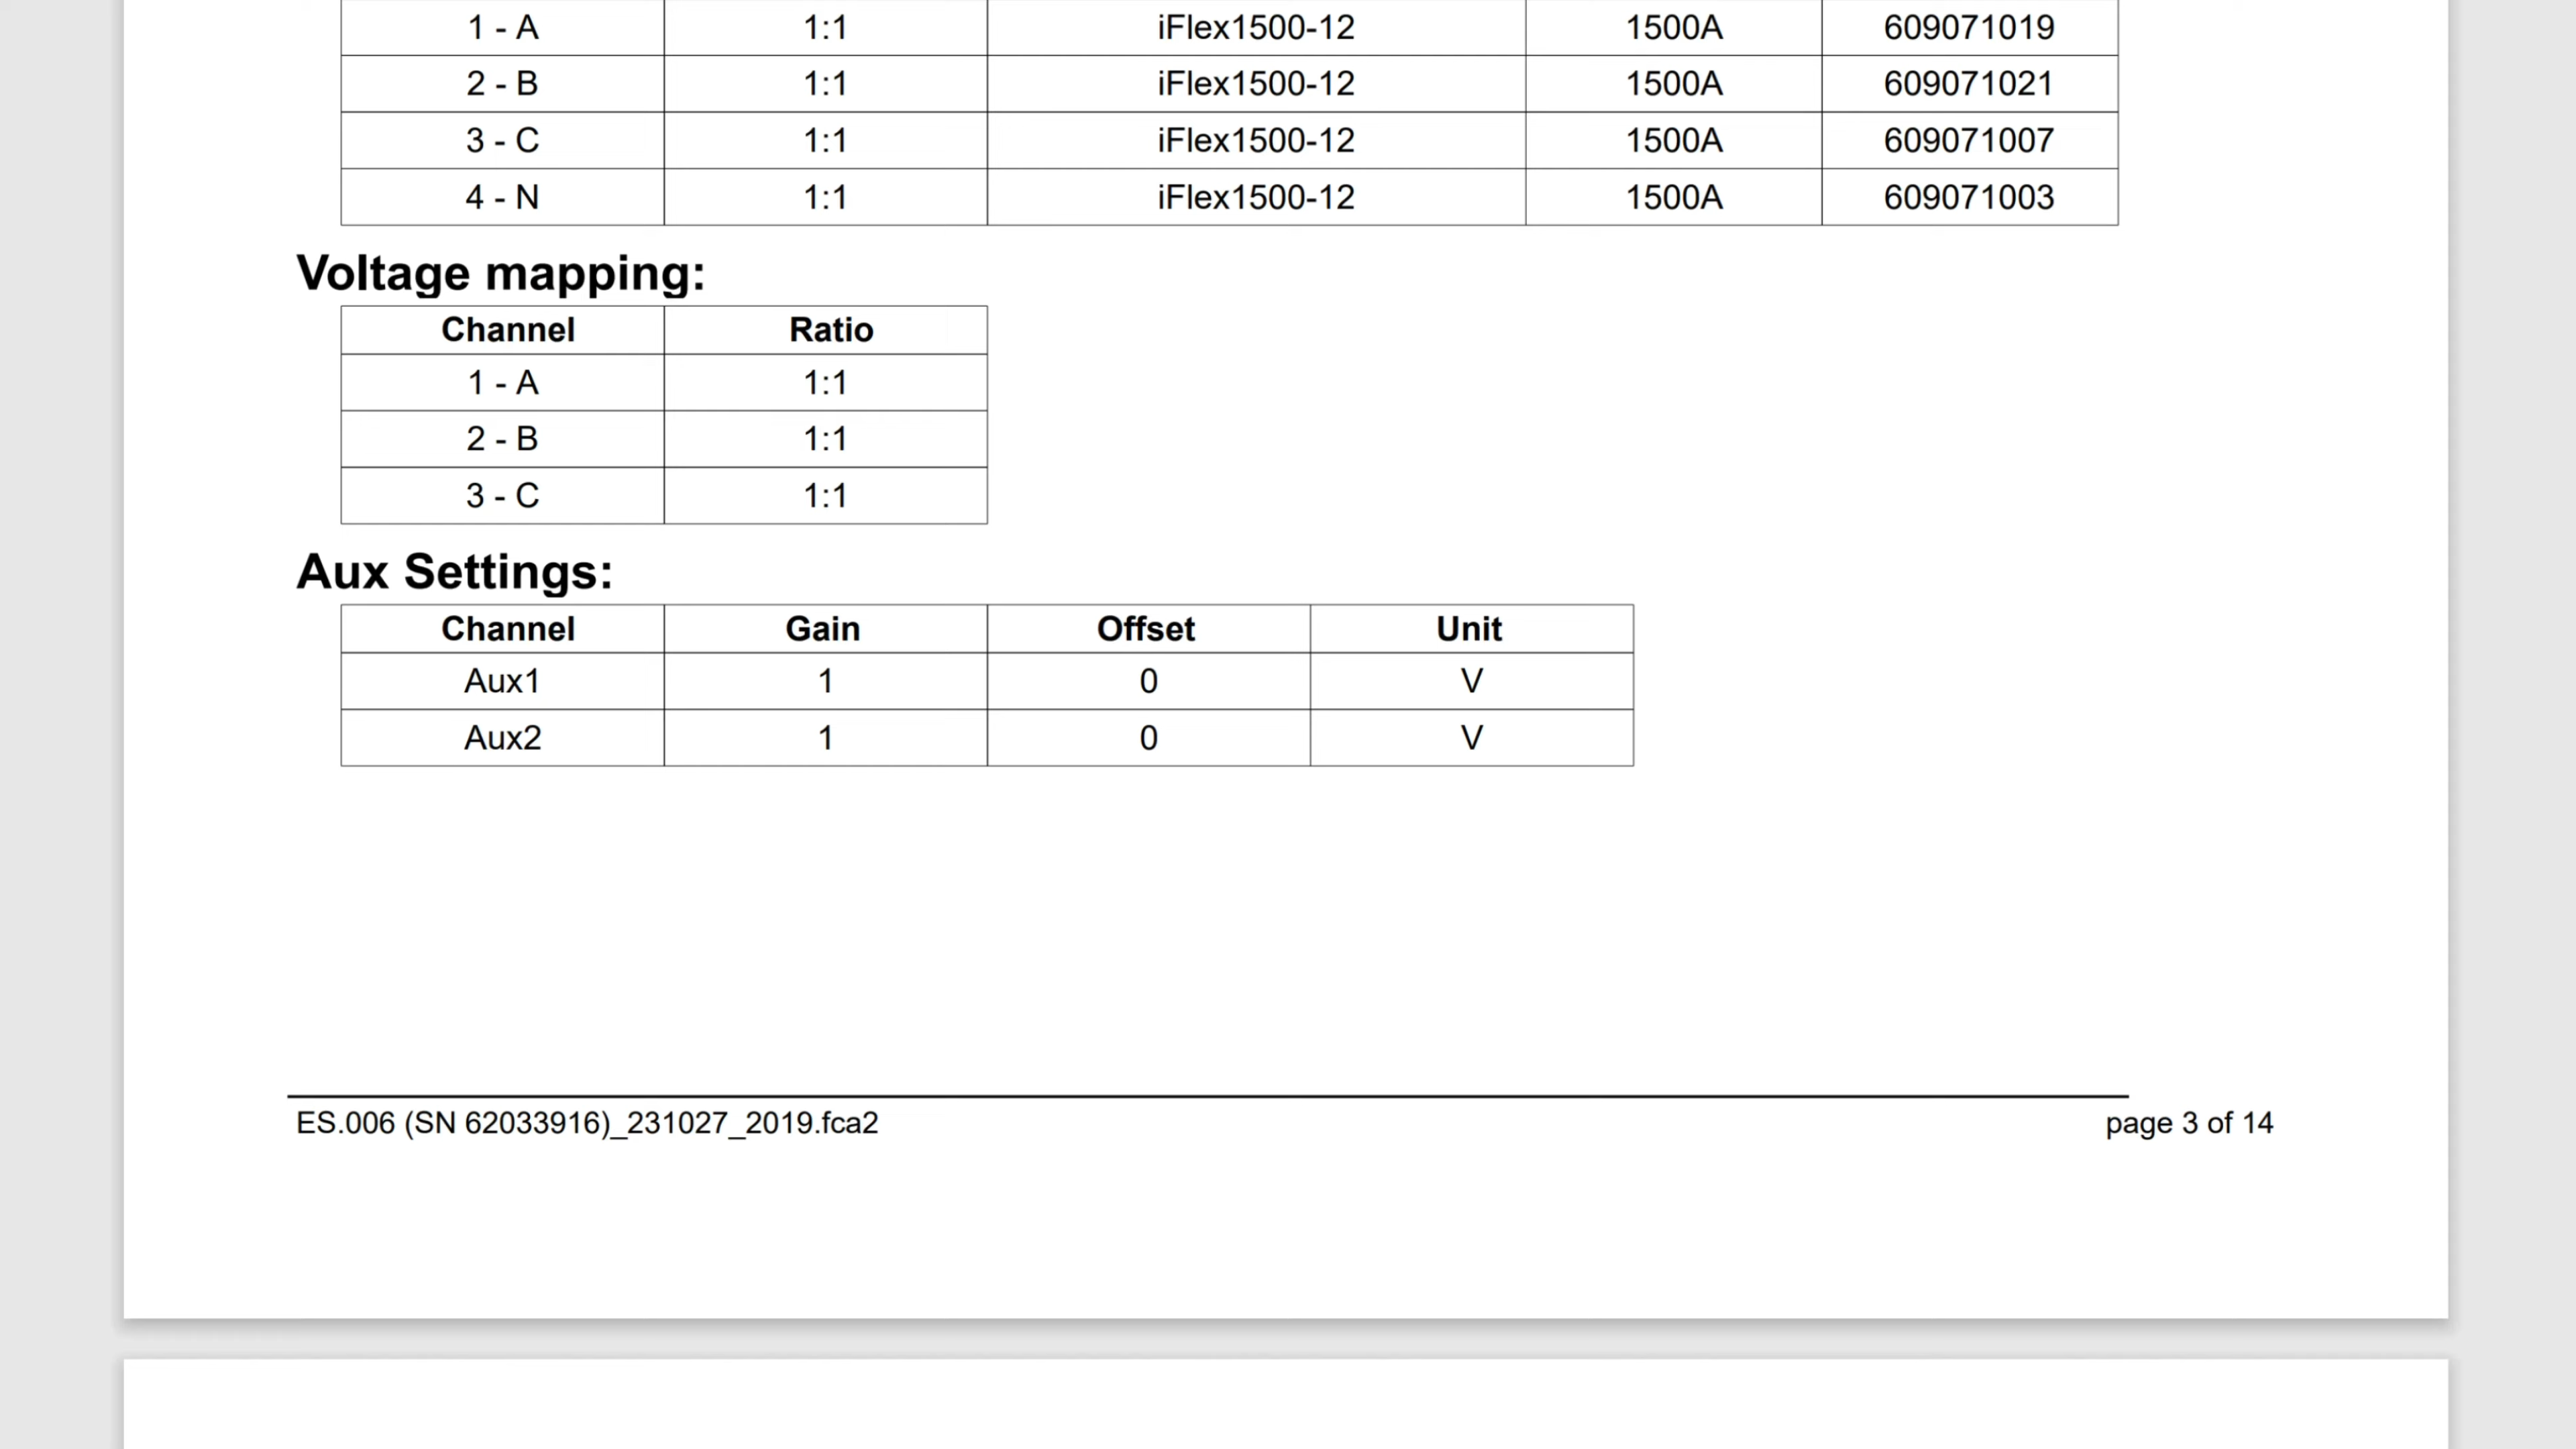 1 - A 1:1 iFlex1500-12 1500A 609071019
2 - B 1:1 iFlex1500-12 1500A 609071021
3 - C 1:1 iFlex1500-12 1500A 609071007
4 - N 1:1 iFlex1500-12 1500A 609071003
Voltage mapping:
Channel Ratio
1 - A 1:1
2 - B 1:1
3 - C 1:1
Aux Settings:
Channel Gain Offset Unit
Aux1 1 0 V
Aux2 1 0 V
ES.006 (SN 62033916)_231027_2019.fca2 page 3 of 14